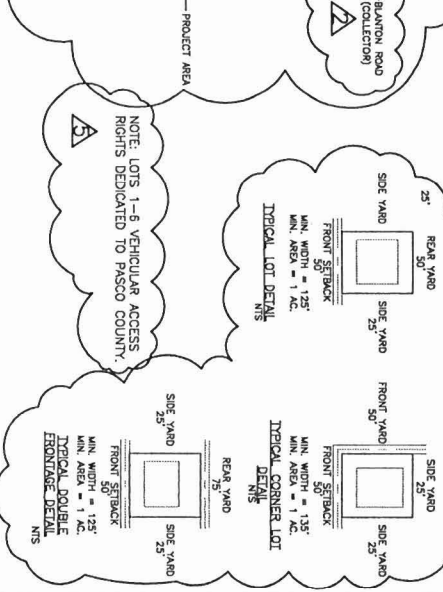 BLANTON ROAD
(COLLECTOR)
2
PROJECT AREA
NOTE: LOTS 1-6 VEHICULAR ACCESS
RIGHTS DEDICATED TO PASCO COUNTY.
5
25'
REAR YARD
50'
SIDE YARD
SIDE YARD
25'
FRONT SETBACK
50'
MIN. WIDTH = 125'
MIN. AREA = 1 AC.
TYPICAL LOT DETAIL
NTS
SIDE YARD
25'
FRONT YARD
50'
SIDE YARD
25'
FRONT SETBACK
50'
MIN. WIDTH = 135'
MIN. AREA = 1 AC.
TYPICAL CORNER LOT
DETAIL
NTS
REAR YARD
75'
SIDE YARD
25'
SIDE YARD
25'
FRONT SETBACK
50'
MIN. WIDTH = 125'
MIN. AREA = 1 AC.
TYPICAL DOUBLE
FRONTAGE DETAIL
NTS